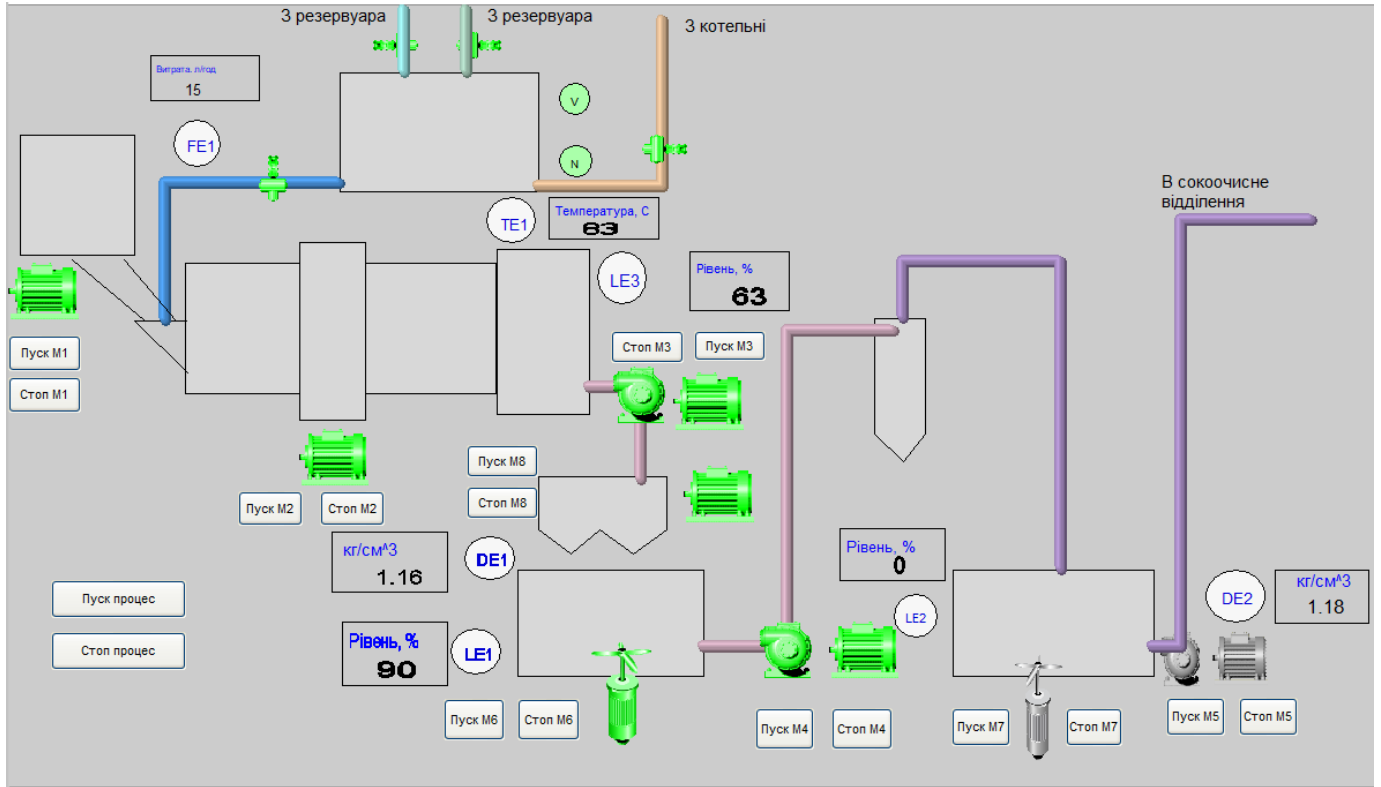 З резервуара
З резервуара
З котельні
Витрата. л/год
15
V
FE1
N
В сокоочисне
відділення
Температура, С
63
TE1
Рівень, %
63
LE3
Пуск М1
Стоп М3
Пуск М3
Стоп М1
Пуск М8
Стоп М8
Пуск М2
Стоп М2
кг/см^3
1.16
DE1
Рівень, %
0
кг/см^3
1.18
DE2
Пуск процес
LE2
Рівень, %
90
LE1
Стоп процес
Пуск М6
Стоп М6
Пуск М4
Стоп М4
Пуск М7
Стоп М7
Пуск М5
Стоп М5